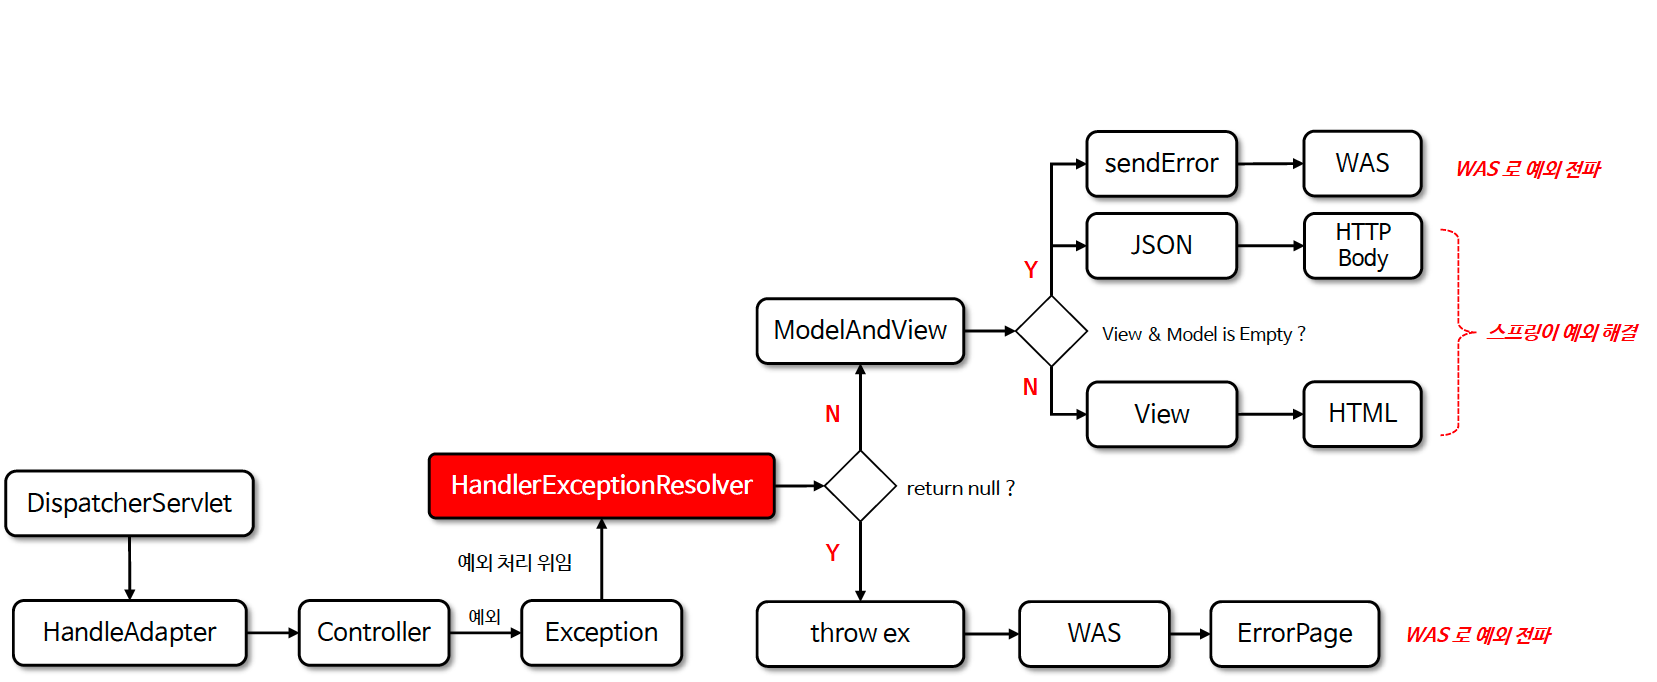 sendError
WAS
WAS 로 예외 전파
JSON
HTTP
Body
Y
ModelAndView
View & Model is Empty ?
스프링이 예외 해결
N
View
HTML
N
HandlerExceptionResolver
return null ?
DispatcherServlet
예외 처리 위임
Y
HandleAdapter
Controller
예외
Exception
throw ex
WAS
ErrorPage
WAS 로 예외 전파